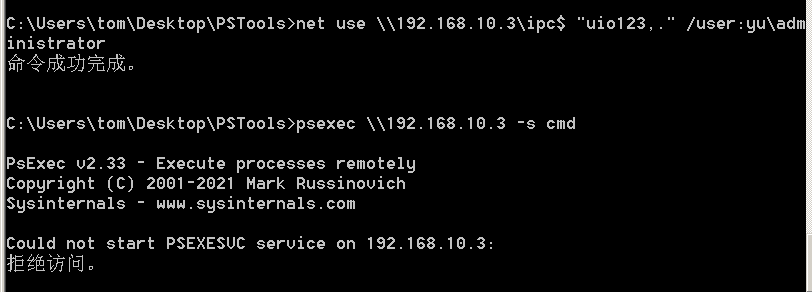 C:\Users\tom\Desktop\PSTools>net use \\192.168.10.3\ipc$ "uio123,." /user:yu\adm
inistrator
命令成功完成。
C:\Users\tom\Desktop\PSTools>psexec \\192.168.10.3 -s cmd
PsExec v2.33 - Execute processes remotely
Copyright (C) 2001-2021 Mark Russinovich
Sysinternals - www.sysinternals.com
Could not start PSEXESVC service on 192.168.10.3:
拒绝访问。